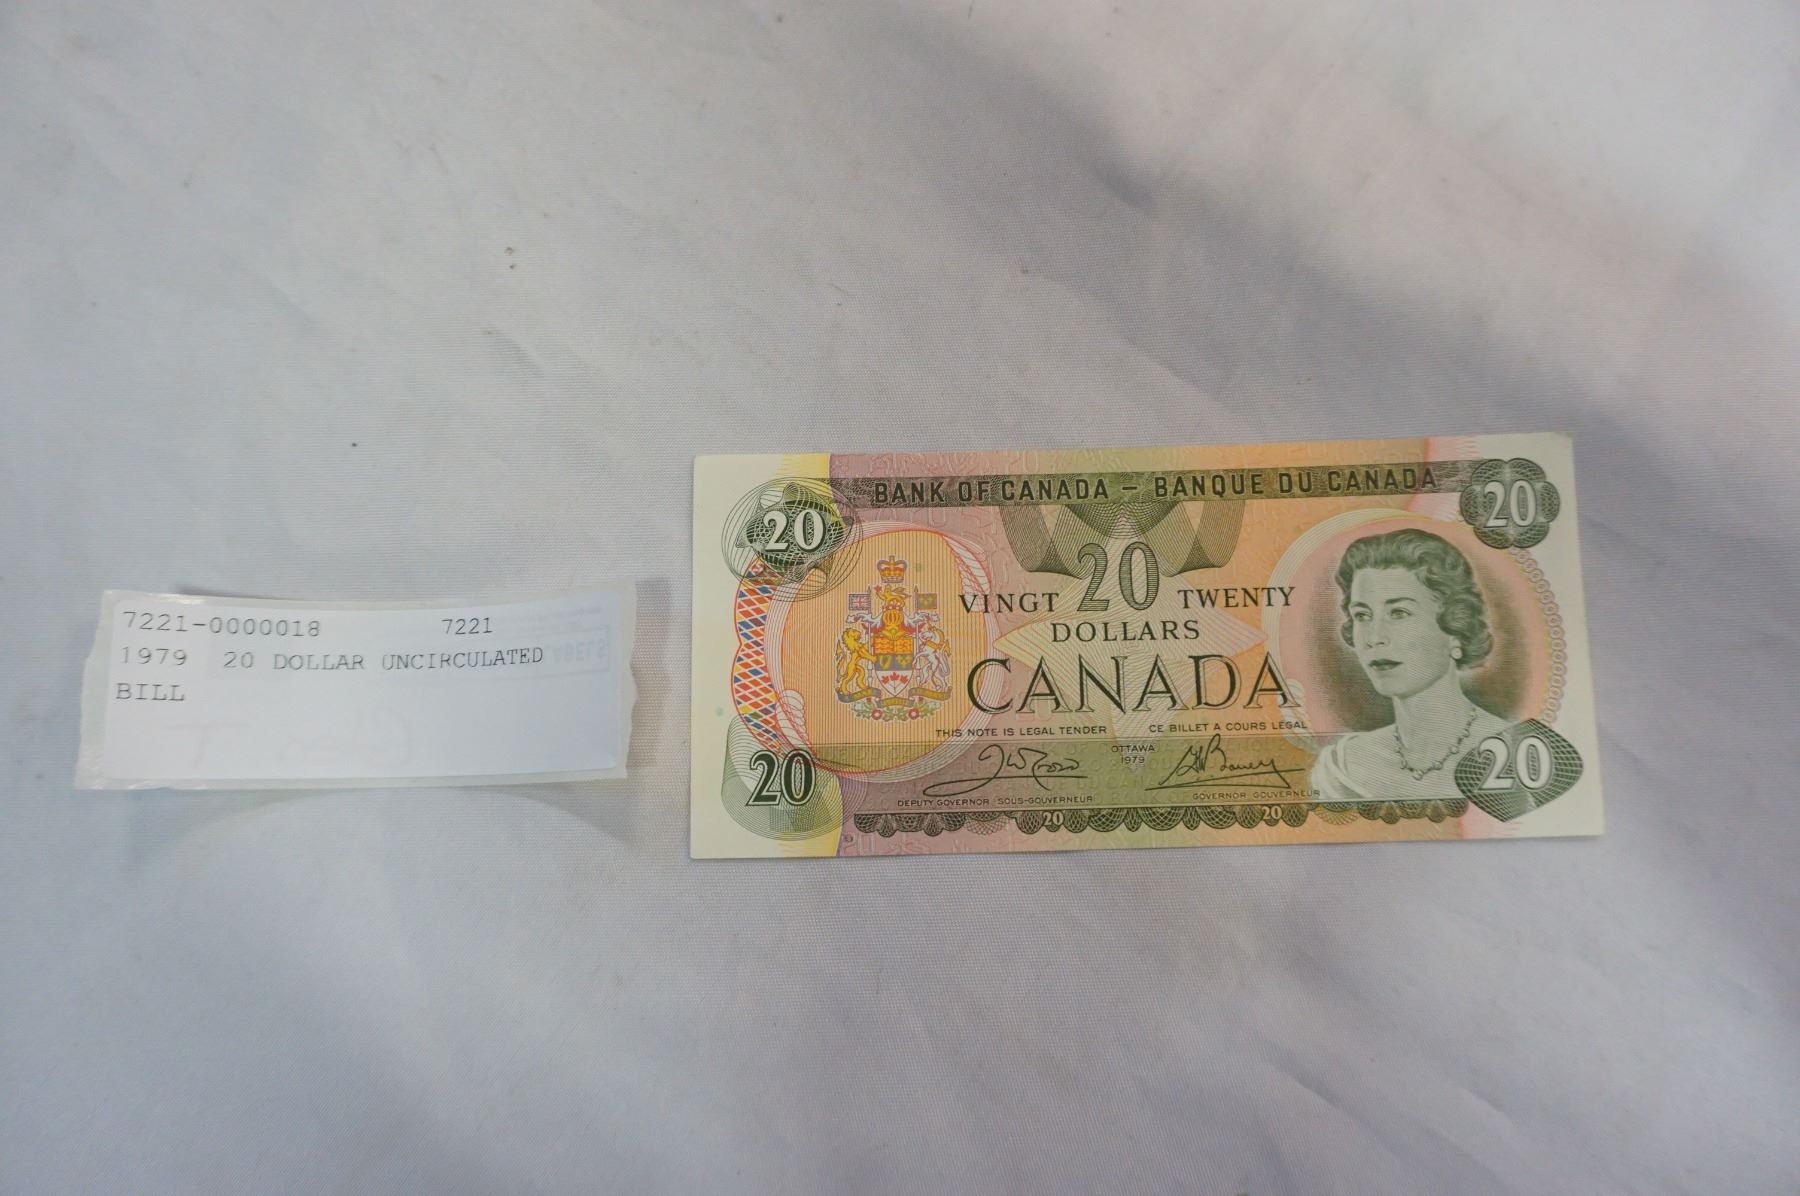 7221-0000018 7221
1979 20 DOLLAR UNCIRCULATED
BILL
BANK OF CANADA – BANQUE DU CANADA
20 20
20
VINGT TWENTY
DOLLARS
CANADA
THIS NOTE IS LEGAL TENDER CE BILLET A COURS LEGAL
OTTAWA
1979
20 20
DEPUTY GOVERNOR SOUS-GOUVERNEUR GOVERNOR GOUVERNEUR
20 20